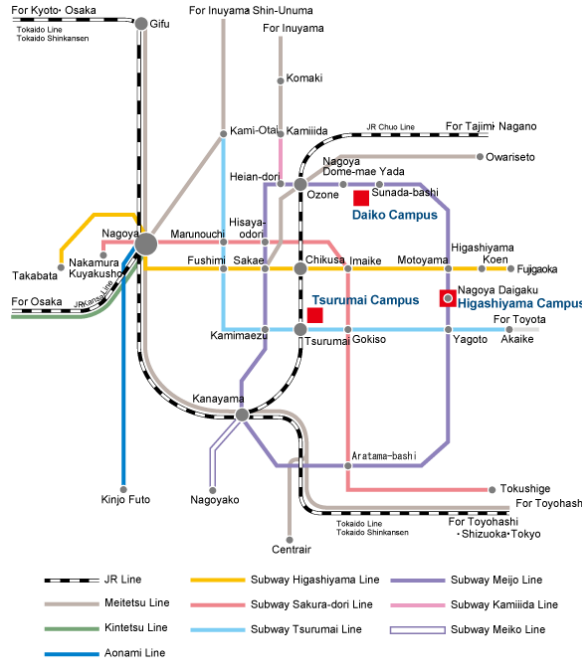 For Kyoto・Osaka
Tokaido Line
Tokaido Shinkansen
Gifu
For Inuyama・Shin-Unuma
For Inuyama
Komaki
Kami-Otai
Kamiiida
JR Chuo Line
For Tajimi・Nagano
Owariseto
Heian-dori
Nagoya
Dome-mae Yada
Ozone
Sunada-bashi
Daiko Campus
Nagoya
Marunouchi
Hisaya-
odori
Nakamura
Kuyakusho
Takabata
Fushimi
Sakae
Chikusa
Imaike
Motoyama
Higashiyama
Koen
Fujigaoka
For Osaka
JR Kansai Line
Tsurumai Campus
Nagoya Daigaku
Higashiyama Campus
For Toyota
Kamimaezu
Tsurumai
Gokiso
Yagoto
Akaike
Kanayama
Aratama-bashi
Kinjo Futo
Nagoyako
Tokushige
For Toyohashi
Centrair
Tokaido Line
Tokaido Shinkansen
For Toyohashi
・Shizuoka・Tokyo
JR Line
Subway Higashiyama Line
Subway Meijo Line
Meitetsu Line
Subway Sakura-dori Line
Subway Kamiiida Line
Kintetsu Line
Subway Tsurumai Line
Subway Meiko Line
Aonami Line